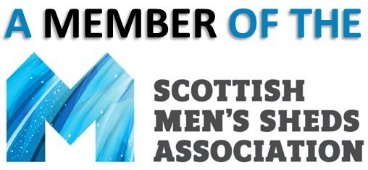 A MEMBER OF THE
SCOTTISH
MEN'S SHEDS
ASSOCIATION